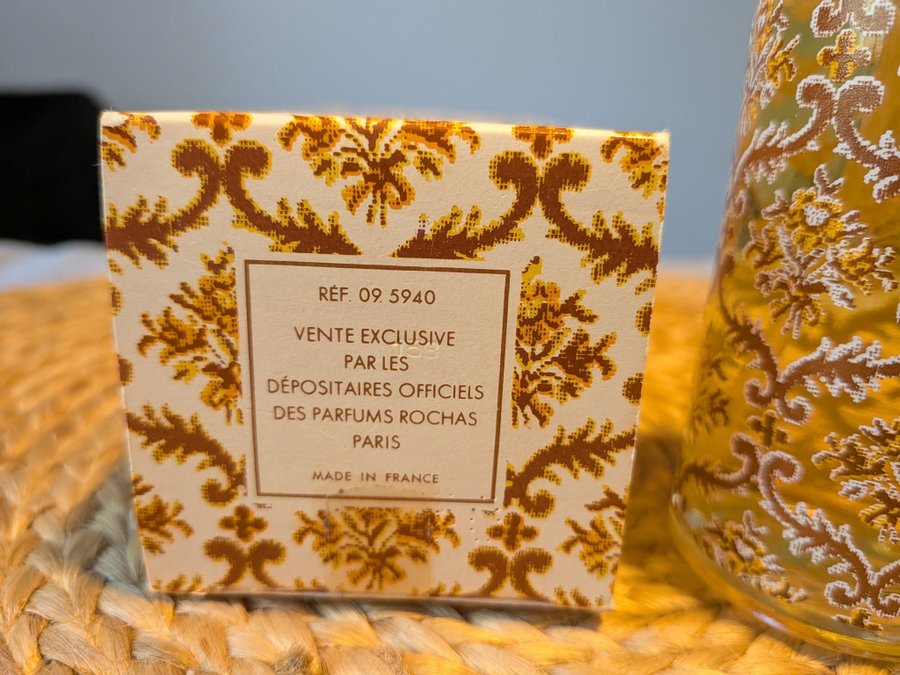 RÉF. 09. 5940
VENTE EXCLUSIVE
PAR LES
DÉPOSITAIRES OFFICIELS
DES PARFUMS ROCHAS
PARIS
MADE IN FRANCE